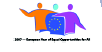 2007 — European Year of Equal Opportunities for All